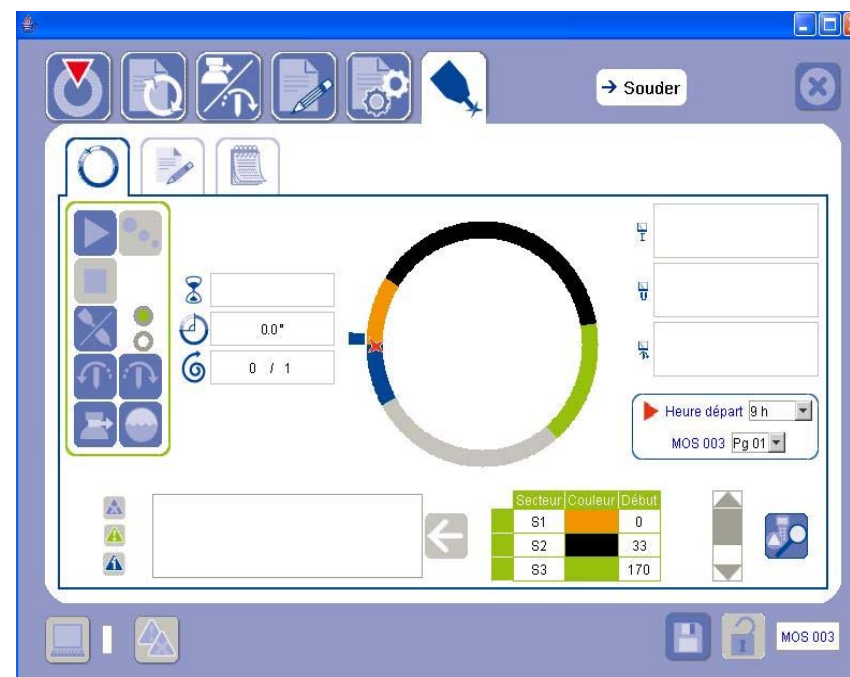 → Souder
I
U
0.0°
0 / 1
Heure départ 9 h
MOS 003 Pg 01
Secteur Couleur Début
S1 0
S2 33
S3 170
MOS 003